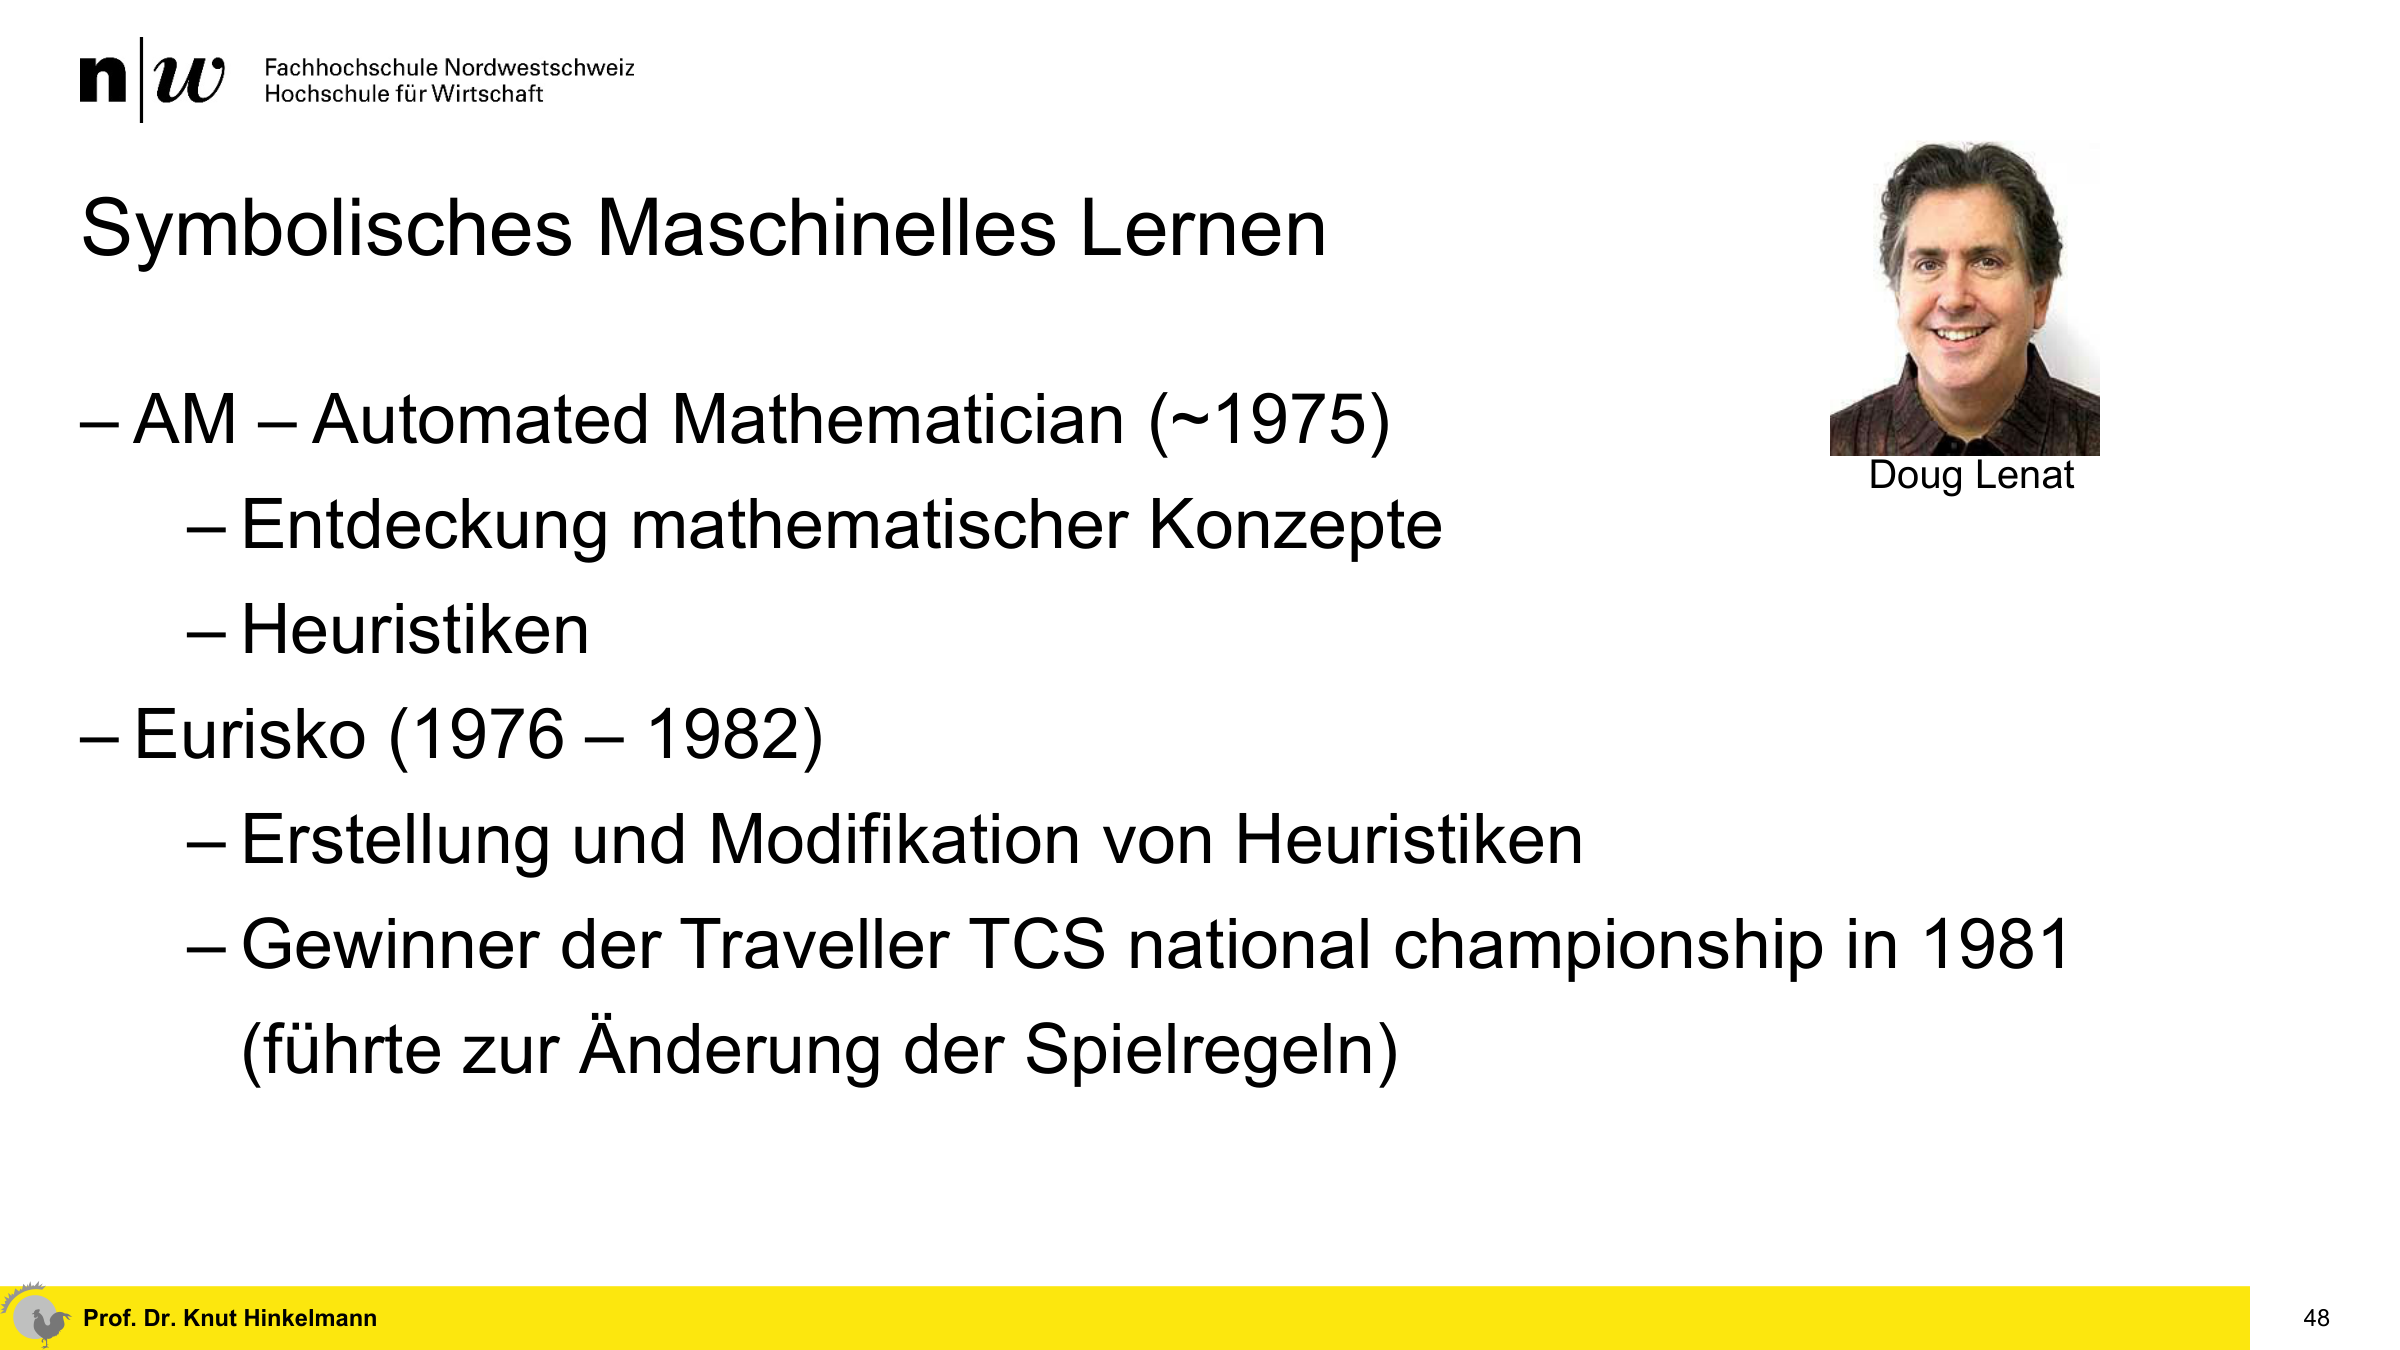 n|w
Fachhochschule Nordwestschweiz
Hochschule für Wirtschaft
Symbolisches Maschinelles Lernen
– AM – Automated Mathematician (~1975)
– Entdeckung mathematischer Konzepte
– Heuristiken
– Eurisko (1976 – 1982)
– Erstellung und Modifikation von Heuristiken
– Gewinner der Traveller TCS national championship in 1981
(führte zur Änderung der Spielregeln)
Doug Lenat
Prof. Dr. Knut Hinkelmann
48